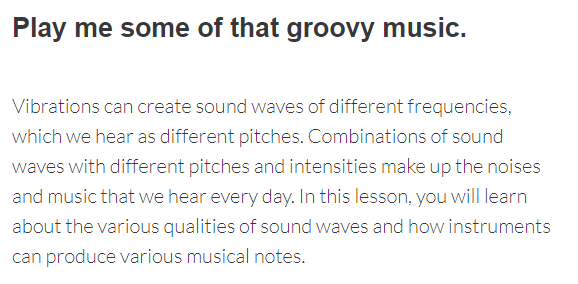 Play me some of that groovy music.
Vibrations can create sound waves of different frequencies,
which we hear as different pitches. Combinations of sound
waves with different pitches and intensities make up the noises
and music that we hear every day. In this lesson, you will learn
about the various qualities of sound waves and how instruments
can produce various musical notes.